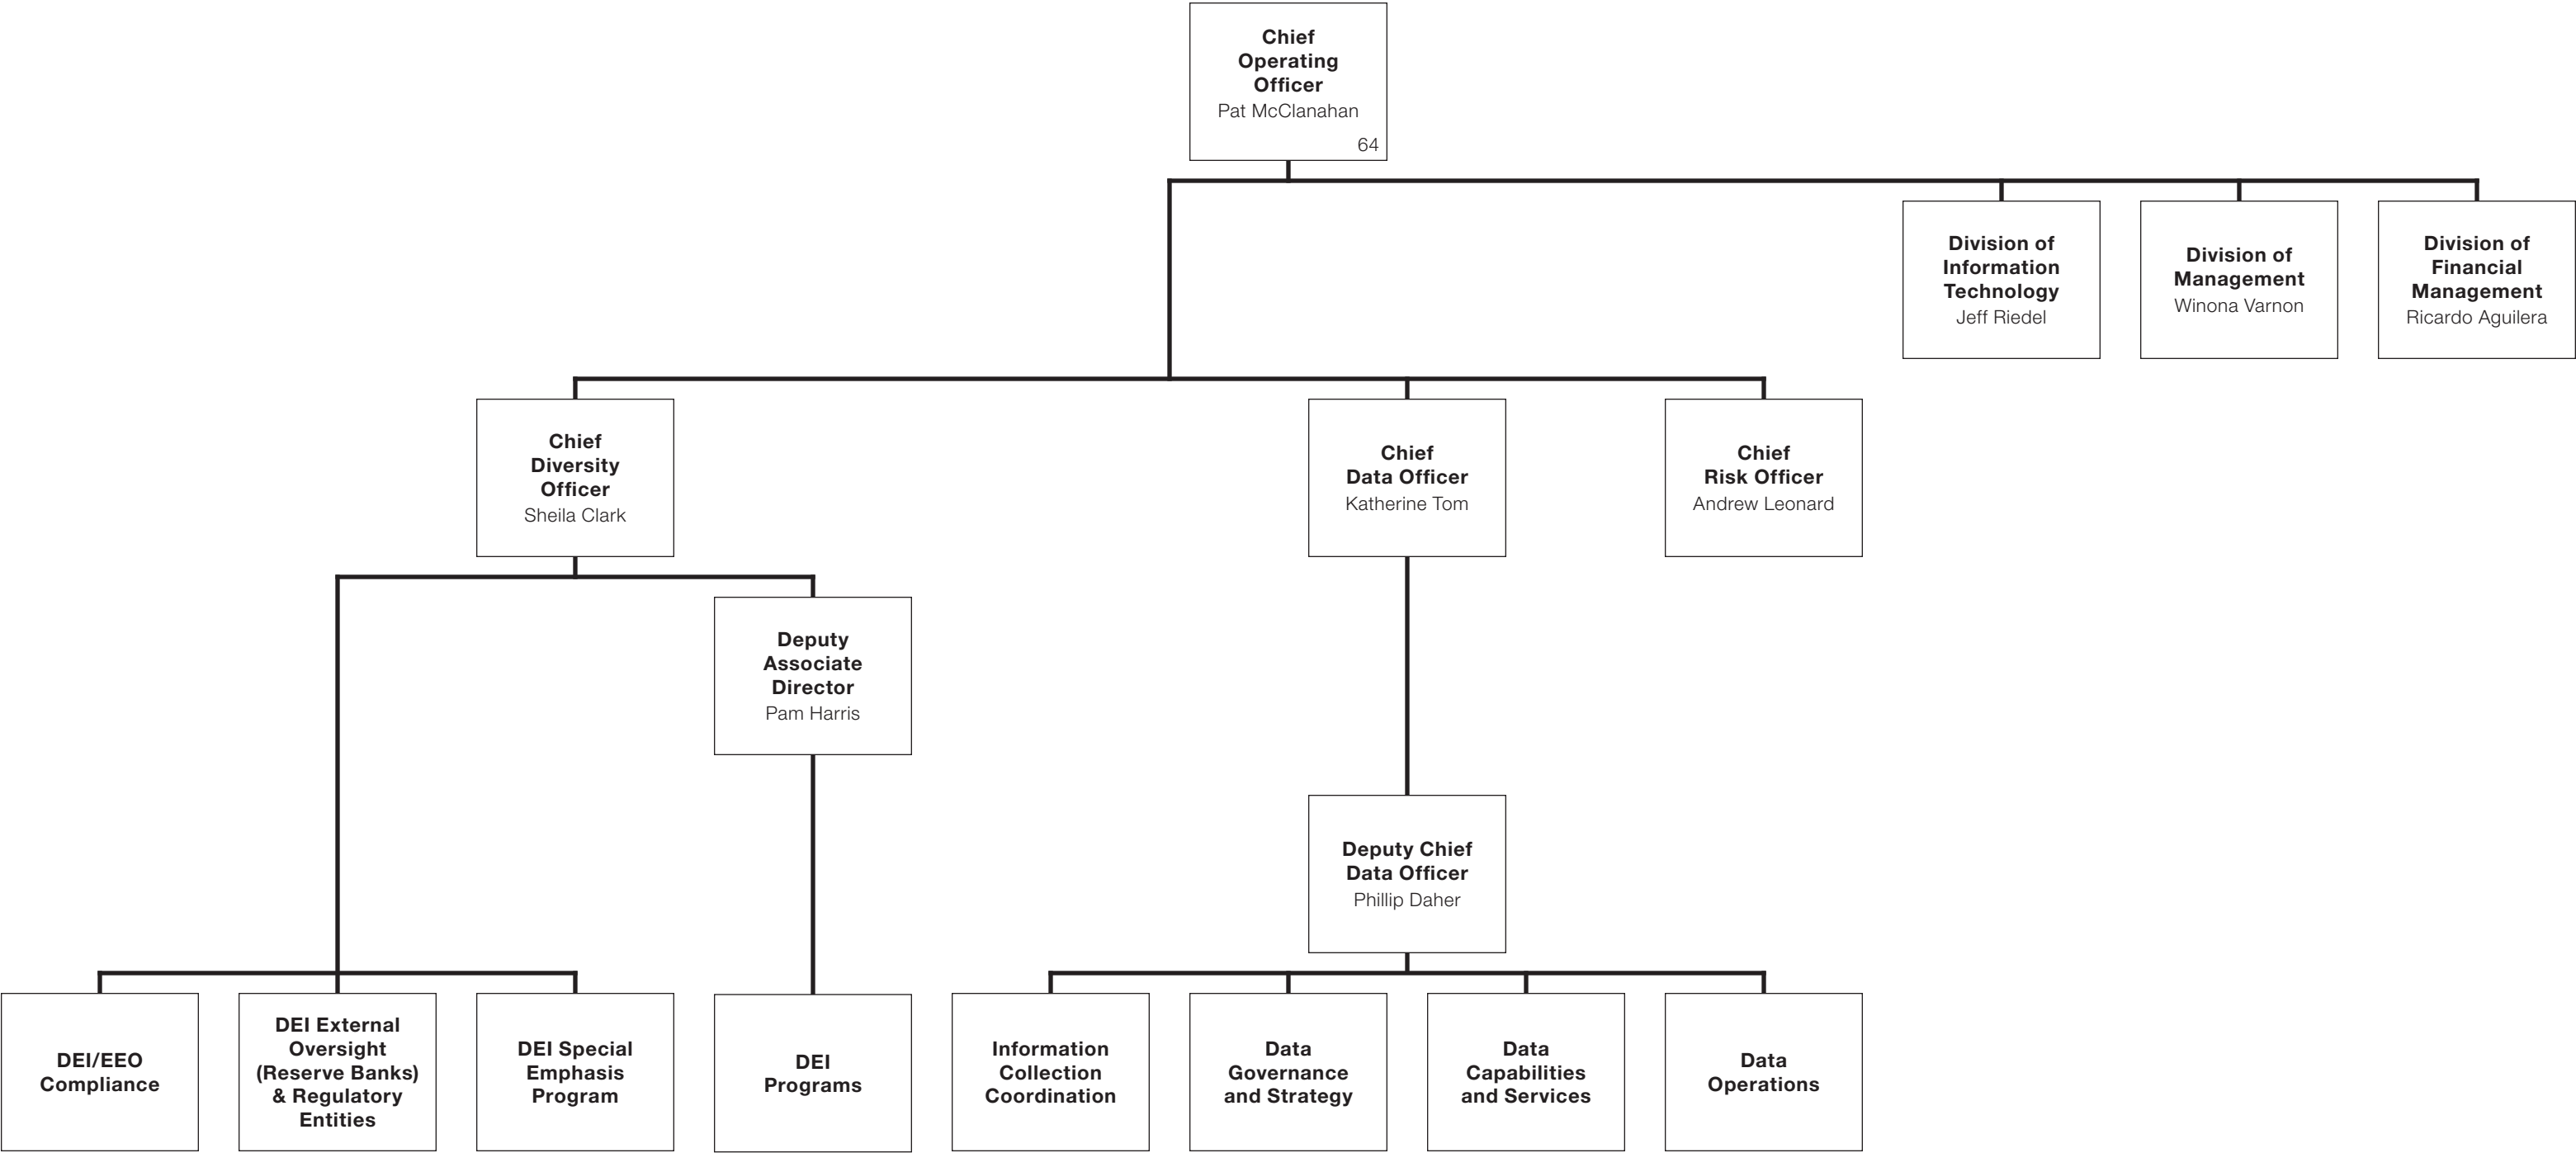 Chief
Operating
Officer
Pat McClanahan
64
Division of
Information
Technology
Jeff Riedel
Division of
Management
Winona Varnon
Division of
Financial
Management
Ricardo Aguilera
Chief
Diversity
Officer
Sheila Clark
Chief
Data Officer
Katherine Tom
Chief
Risk Officer
Andrew Leonard
Deputy
Associate
Director
Pam Harris
Deputy Chief
Data Officer
Phillip Daher
DEI/EEO
Compliance
DEI External
Oversight
(Reserve Banks)
& Regulatory
Entities
DEI Special
Emphasis
Program
DEI
Programs
Information
Collection
Coordination
Data
Governance
and Strategy
Data
Capabilities
and Services
Data
Operations